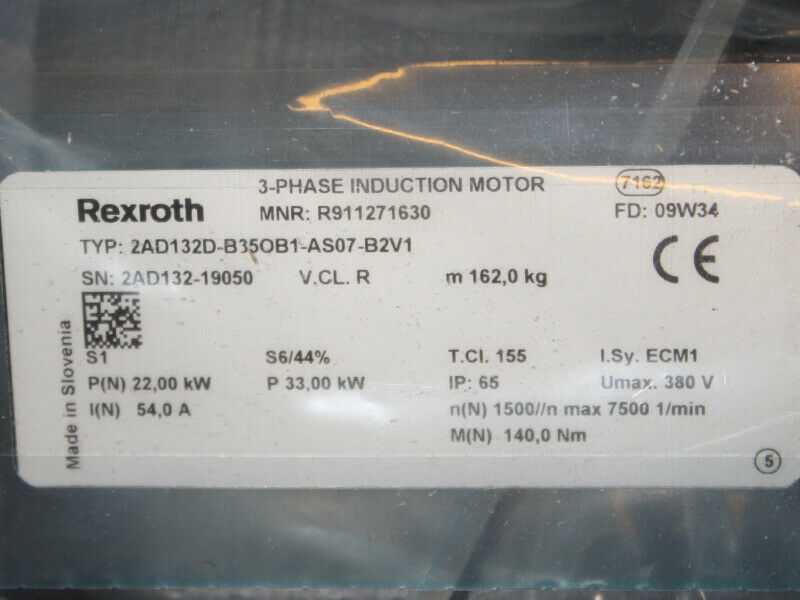 3-PHASE INDUCTION MOTOR 7162
Rexroth MNR: R911271630 FD: 09W34
TYP: 2AD132D-B35OB1-AS07-B2V1
SN: 2AD132-19050 V.CL. R m 162,0 kg CE
Made in Slovenia
S1 S6/44% T.Cl. 155 I.Sy. ECM1
P(N) 22,00 kW P 33,00 kW IP: 65 Umax. 380 V
I(N) 54,0 A n(N) 1500//n max 7500 1/min
M(N) 140,0 Nm
5